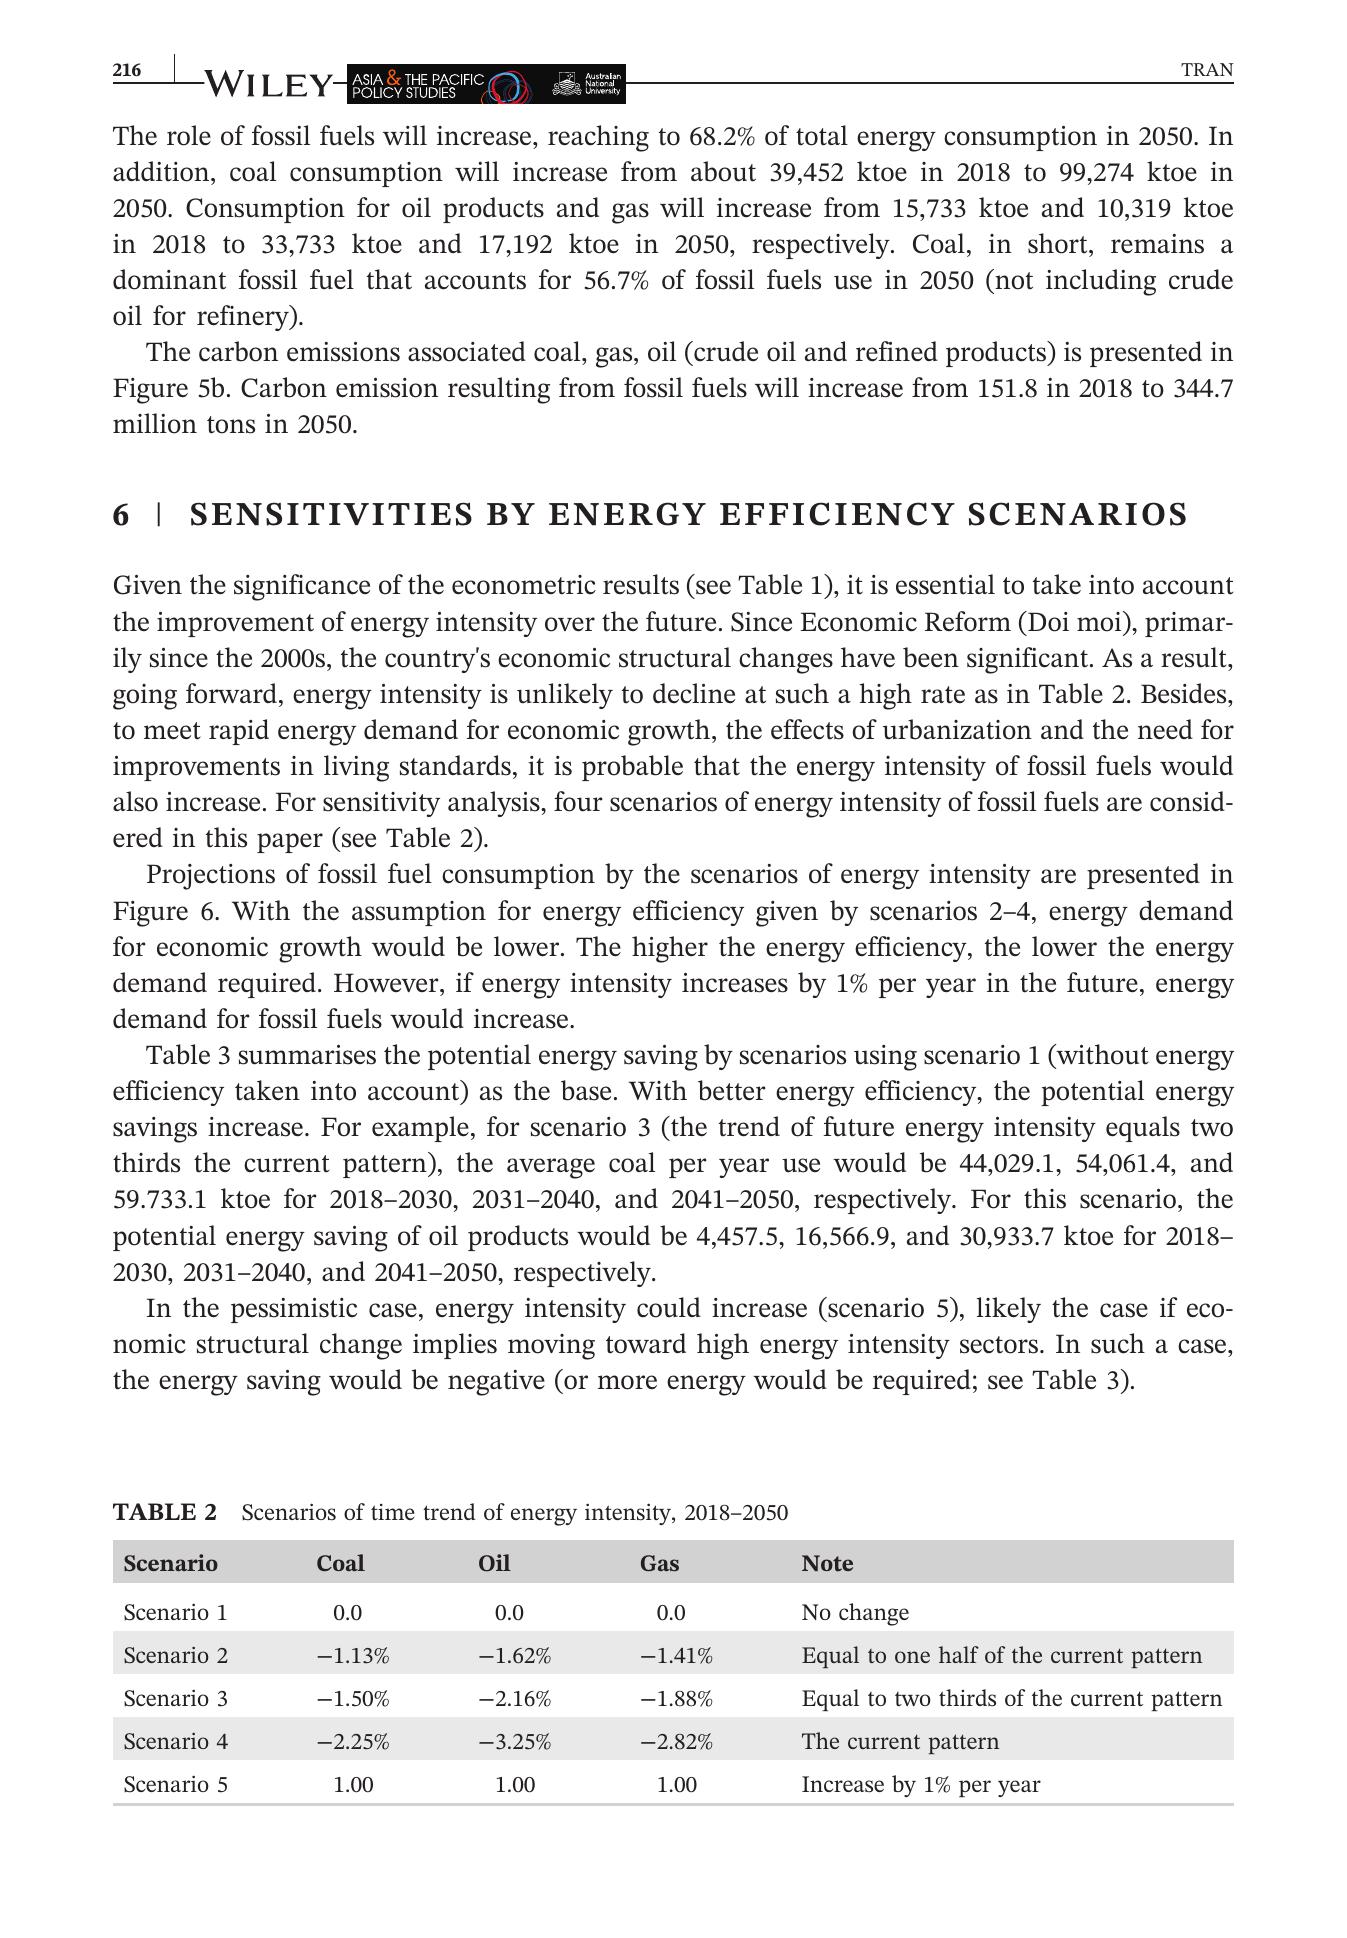 216
WILEY
ASIA & THE PACIFIC
POLICY STUDIES
Australian
National
University
TRAN
The role of fossil fuels will increase, reaching to 68.2% of total energy consumption in 2050. In
addition, coal consumption will increase from about 39,452 ktoe in 2018 to 99,274 ktoe in
2050. Consumption for oil products and gas will increase from 15,733 ktoe and 10,319 ktoe
in 2018 to 33,733 ktoe and 17,192 ktoe in 2050, respectively. Coal, in short, remains a
dominant fossil fuel that accounts for 56.7% of fossil fuels use in 2050 (not including crude
oil for refinery).
The carbon emissions associated coal, gas, oil (crude oil and refined products) is presented in
Figure 5b. Carbon emission resulting from fossil fuels will increase from 151.8 in 2018 to 344.7
million tons in 2050.
6 | SENSITIVITIES BY ENERGY EFFICIENCY SCENARIOS
Given the significance of the econometric results (see Table 1), it is essential to take into account
the improvement of energy intensity over the future. Since Economic Reform (Doi moi), primar-
ily since the 2000s, the country's economic structural changes have been significant. As a result,
going forward, energy intensity is unlikely to decline at such a high rate as in Table 2. Besides,
to meet rapid energy demand for economic growth, the effects of urbanization and the need for
improvements in living standards, it is probable that the energy intensity of fossil fuels would
also increase. For sensitivity analysis, four scenarios of energy intensity of fossil fuels are consid-
ered in this paper (see Table 2).
Projections of fossil fuel consumption by the scenarios of energy intensity are presented in
Figure 6. With the assumption for energy efficiency given by scenarios 2–4, energy demand
for economic growth would be lower. The higher the energy efficiency, the lower the energy
demand required. However, if energy intensity increases by 1% per year in the future, energy
demand for fossil fuels would increase.
Table 3 summarises the potential energy saving by scenarios using scenario 1 (without energy
efficiency taken into account) as the base. With better energy efficiency, the potential energy
savings increase. For example, for scenario 3 (the trend of future energy intensity equals two
thirds the current pattern), the average coal per year use would be 44,029.1, 54,061.4, and
59.733.1 ktoe for 2018–2030, 2031–2040, and 2041–2050, respectively. For this scenario, the
potential energy saving of oil products would be 4,457.5, 16,566.9, and 30,933.7 ktoe for 2018–
2030, 2031–2040, and 2041–2050, respectively.
In the pessimistic case, energy intensity could increase (scenario 5), likely the case if eco-
nomic structural change implies moving toward high energy intensity sectors. In such a case,
the energy saving would be negative (or more energy would be required; see Table 3).
TABLE 2 Scenarios of time trend of energy intensity, 2018–2050
Scenario Coal Oil Gas Note
Scenario 1 0.0 0.0 0.0 No change
Scenario 2 −1.13% −1.62% −1.41% Equal to one half of the current pattern
Scenario 3 −1.50% −2.16% −1.88% Equal to two thirds of the current pattern
Scenario 4 −2.25% −3.25% −2.82% The current pattern
Scenario 5 1.00 1.00 1.00 Increase by 1% per year